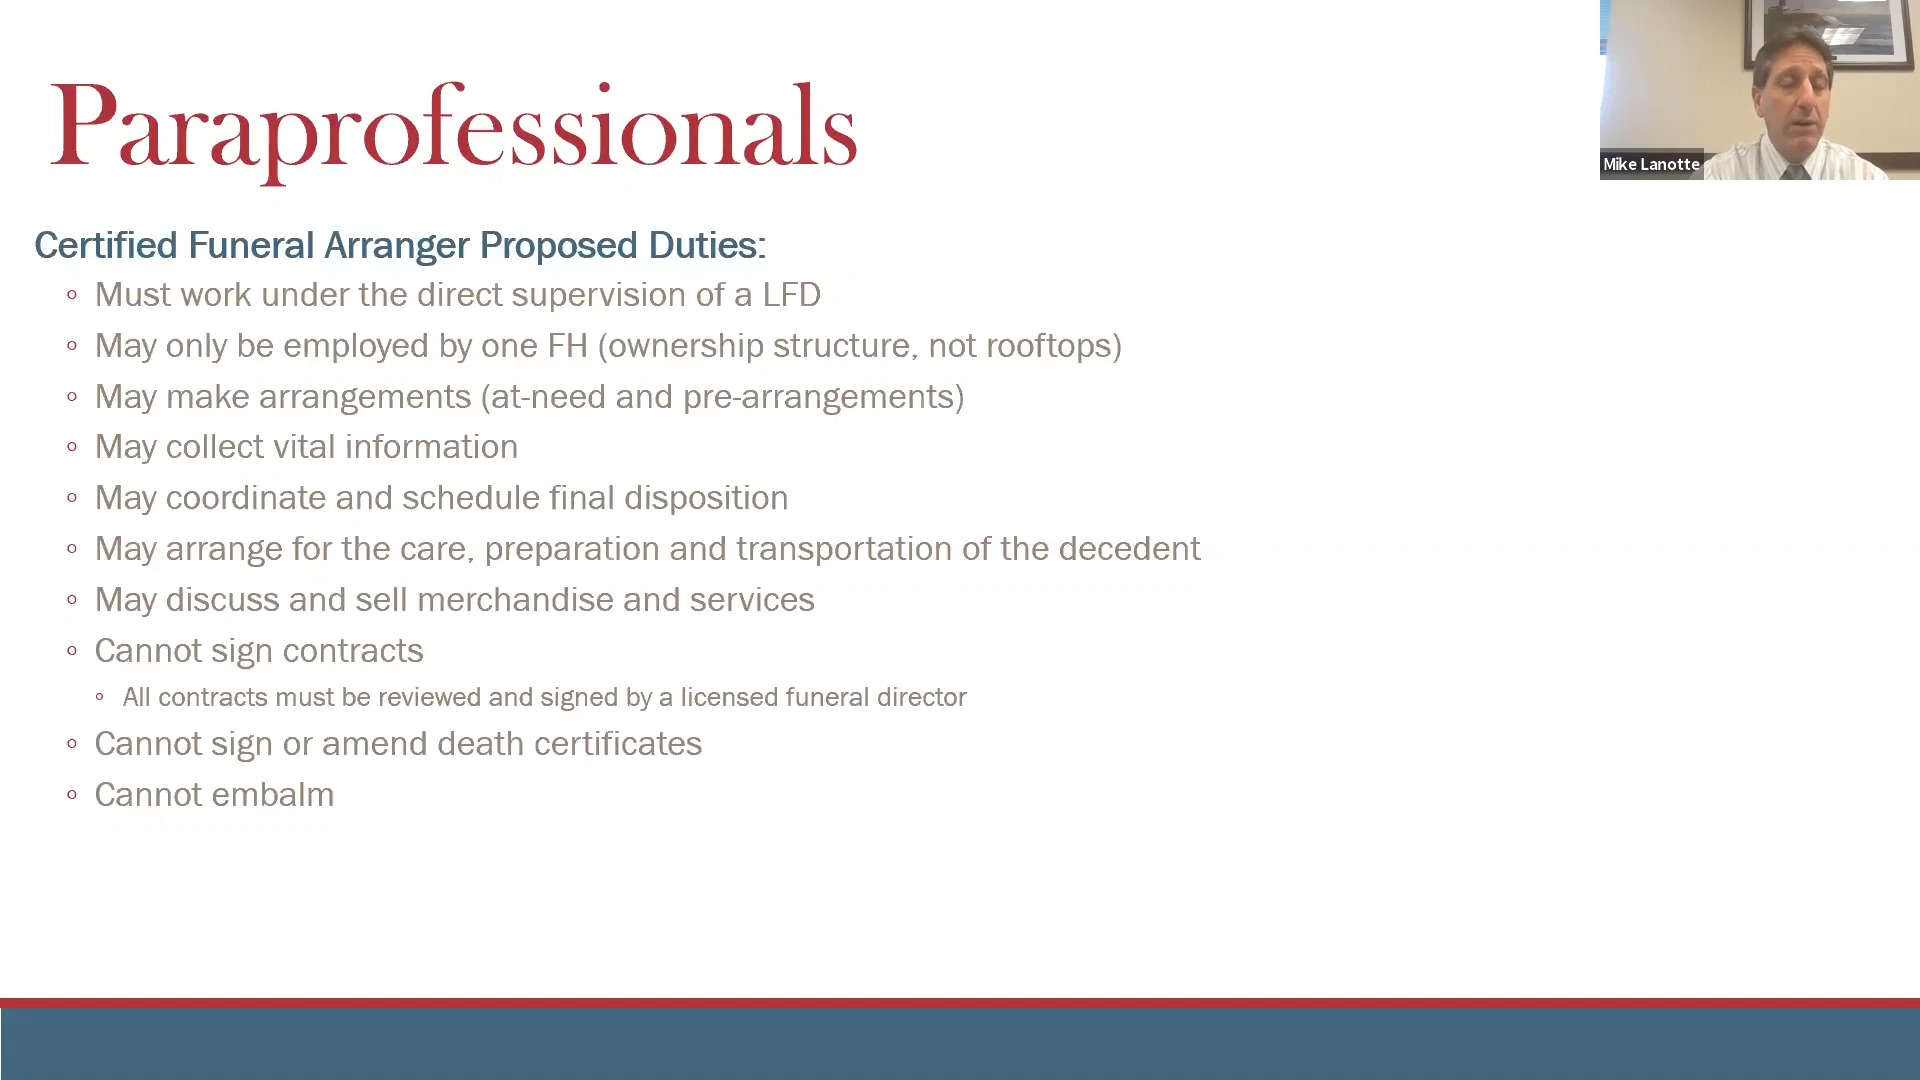 Paraprofessionals
Mike Lanotte
Certified Funeral Arranger Proposed Duties:
◦ Must work under the direct supervision of a LFD
◦ May only be employed by one FH (ownership structure, not rooftops)
◦ May make arrangements (at-need and pre-arrangements)
◦ May collect vital information
◦ May coordinate and schedule final disposition
◦ May arrange for the care, preparation and transportation of the decedent
◦ May discuss and sell merchandise and services
◦ Cannot sign contracts
◦ All contracts must be reviewed and signed by a licensed funeral director
◦ Cannot sign or amend death certificates
◦ Cannot embalm